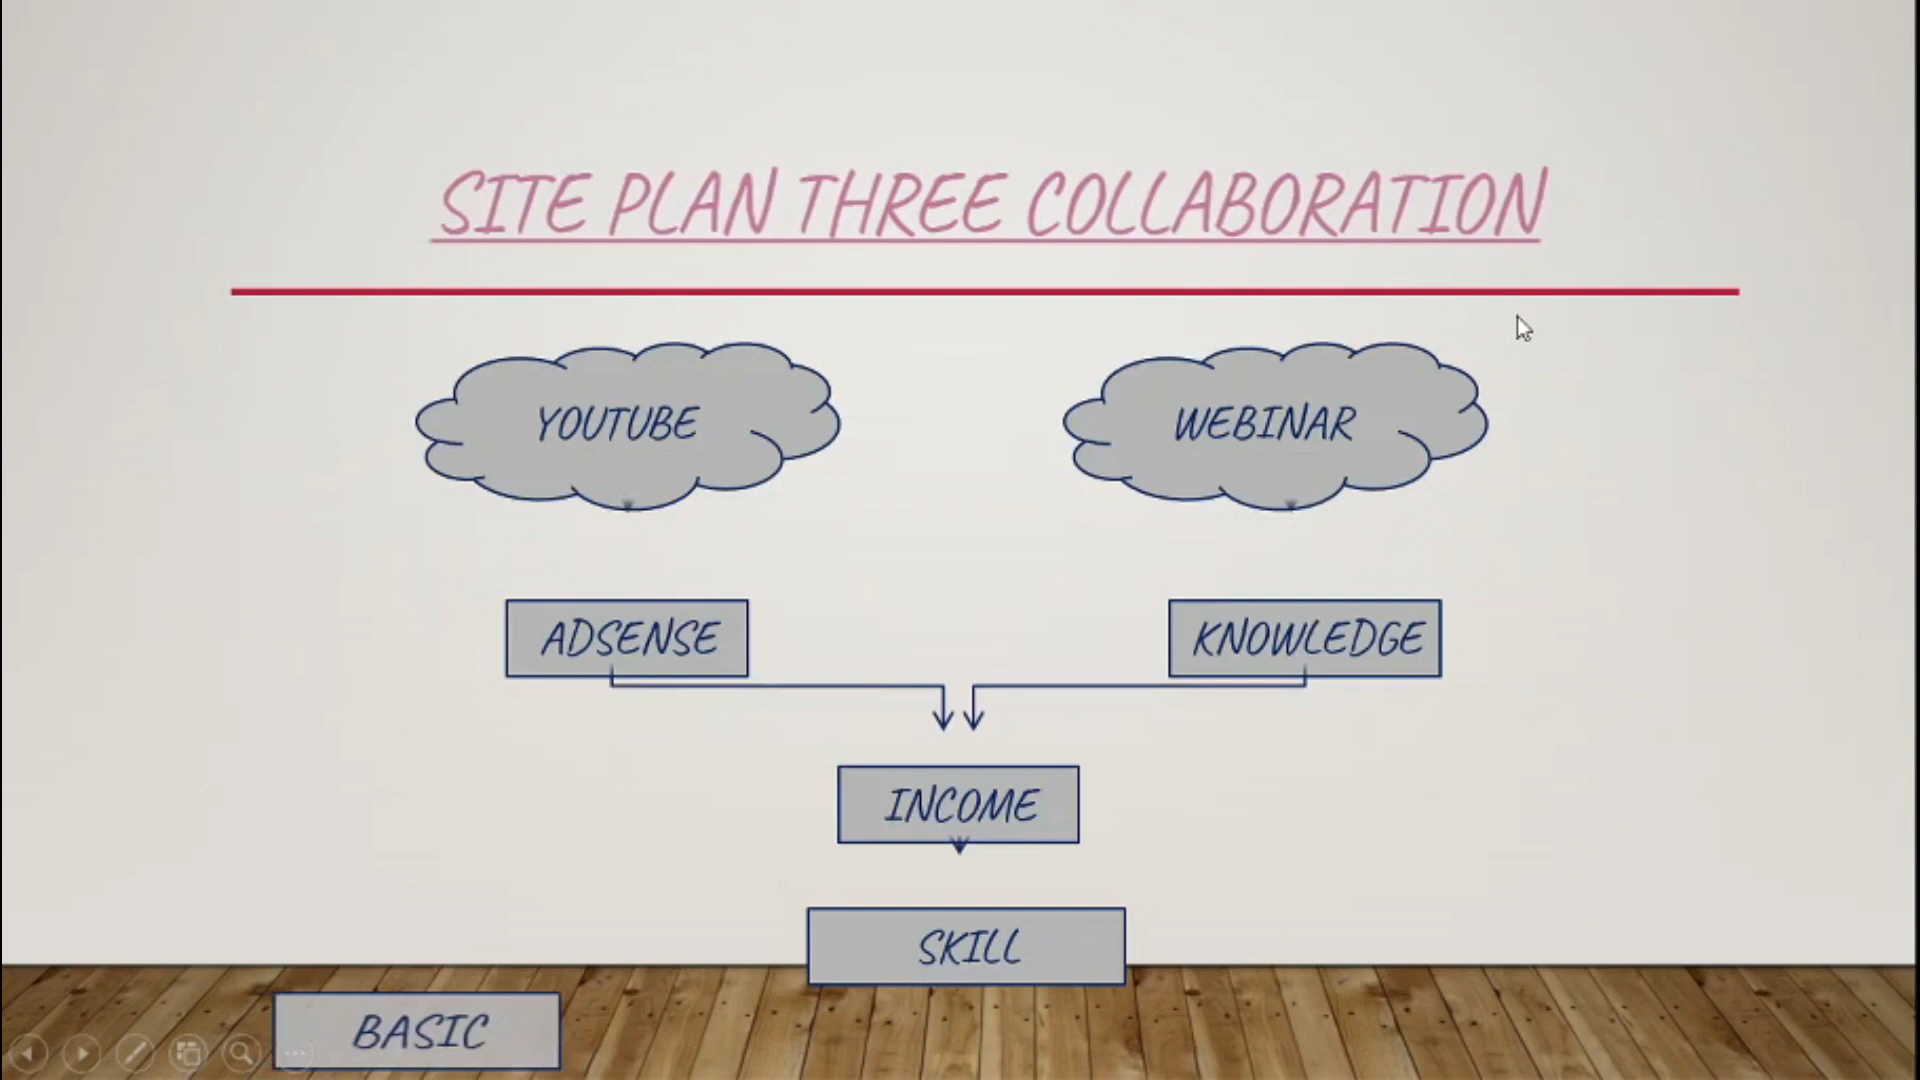 SITE PLAN THREE COLLABORATION
YOUTUBE
WEBINAR
ADSENSE
KNOWLEDGE
INCOME
SKILL
BASIC